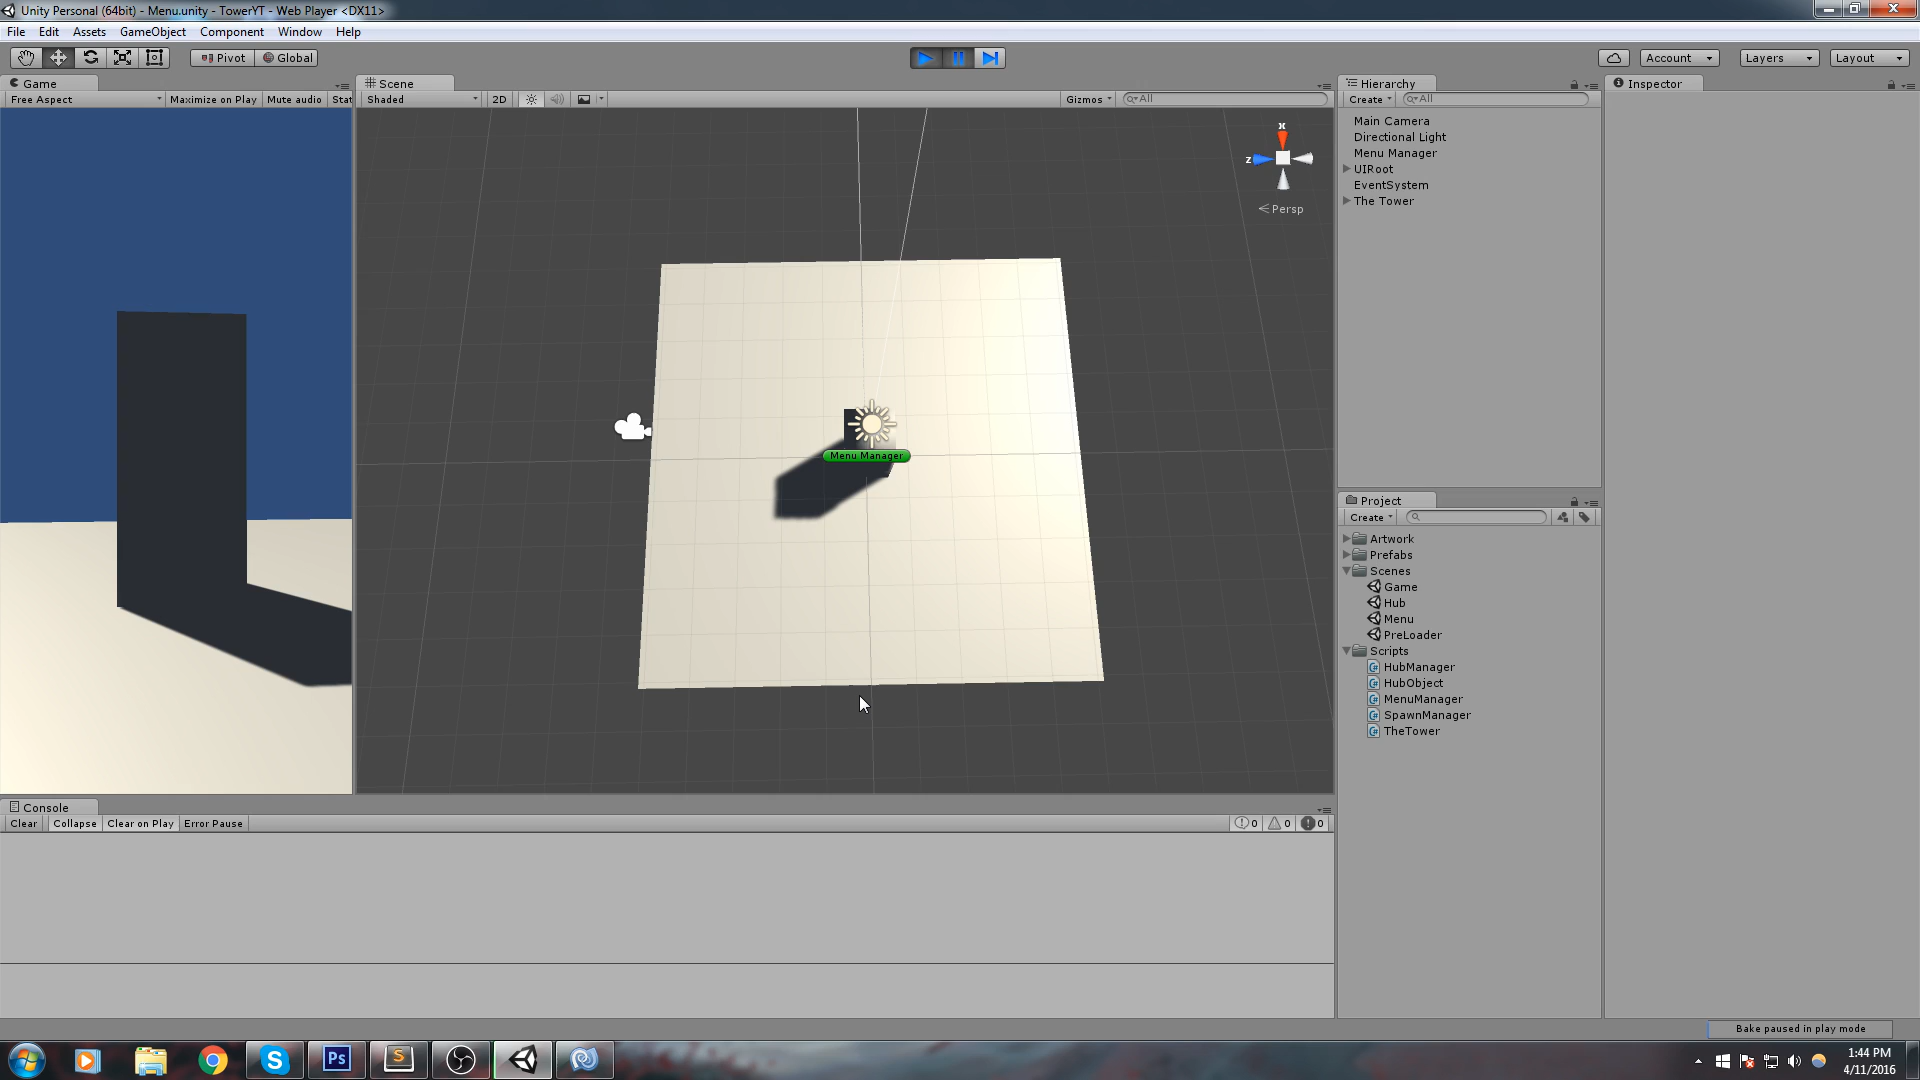 Unity Personal (64bit) - Menu.unity - TowerYT - Web Player <DX11>
File Edit Assets GameObject Component Window Help
Pivot Global Account Layers Layout
Game Scene Hierarchy Inspector
Free Aspect Maximize on Play Mute audio Stat Shaded 2D Gizmos All Create All
x
z
Persp
Main Camera
Directional Light
Menu Manager
UIRoot
EventSystem
The Tower
Menu Manager
Project
Create
Artwork
Prefabs
Scenes
Game
Hub
Menu
PreLoader
Scripts
HubManager
HubObject
MenuManager
SpawnManager
TheTower
Console
Clear Collapse Clear on Play Error Pause 0 0 0
Bake paused in play mode
Ps S
1:44 PM
4/11/2016